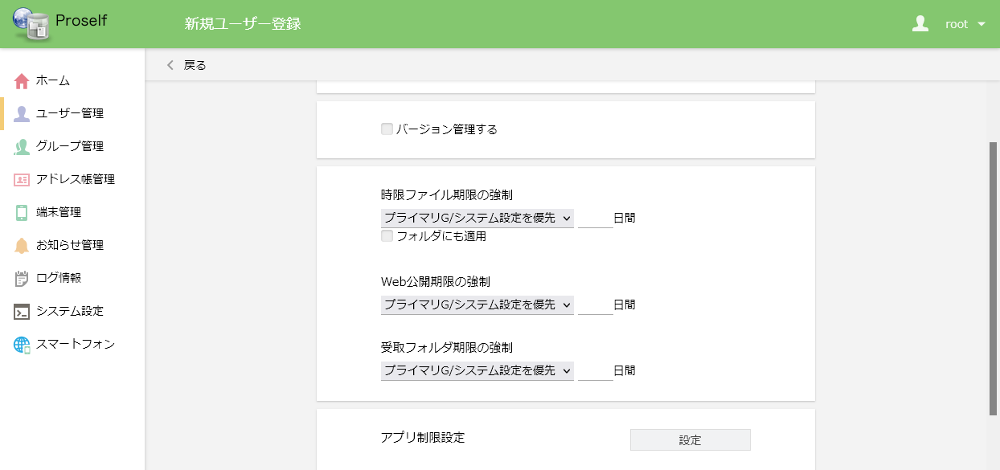 Proself
新規ユーザー登録
root
戻る
ホーム
ユーザー管理
グループ管理
アドレス帳管理
端末管理
お知らせ管理
ログ情報
システム設定
スマートフォン
バージョン管理する
時限ファイル期限の強制
プライマリG/システム設定を優先 日間
フォルダにも適用
Web公開期限の強制
プライマリG/システム設定を優先 日間
受取フォルダ期限の強制
プライマリG/システム設定を優先 日間
アプリ制限設定 設定